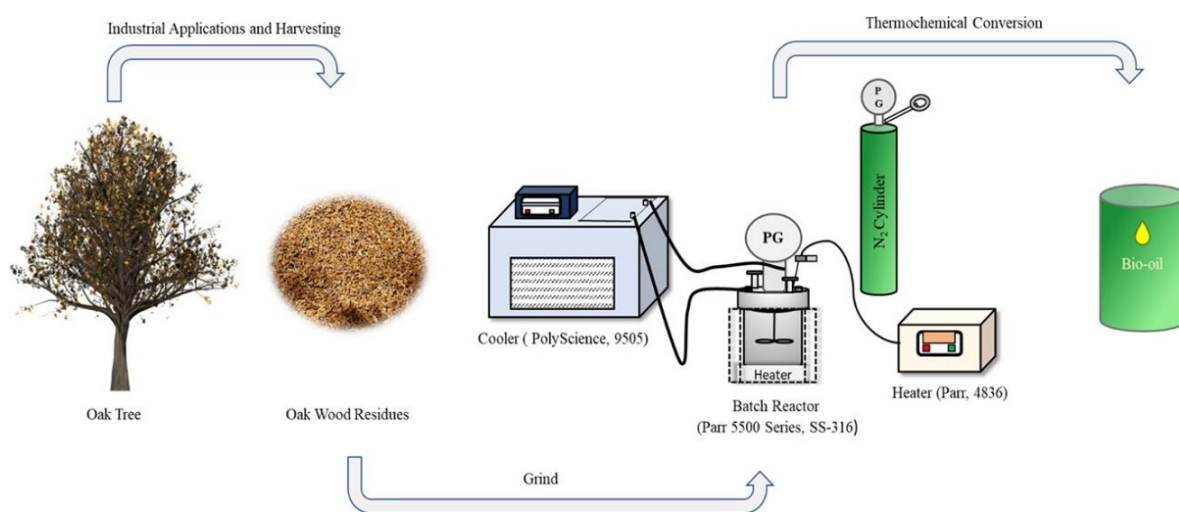 Industrial Applications and Harvesting
Thermochemical Conversion
P
G
N₂ Cylinder
PG
Bio-oil
Cooler ( PolyScience, 9505)
Heater
Heater (Parr, 4836)
Oak Tree
Oak Wood Residues
Batch Reactor
(Parr 5500 Series, SS-316)
Grind